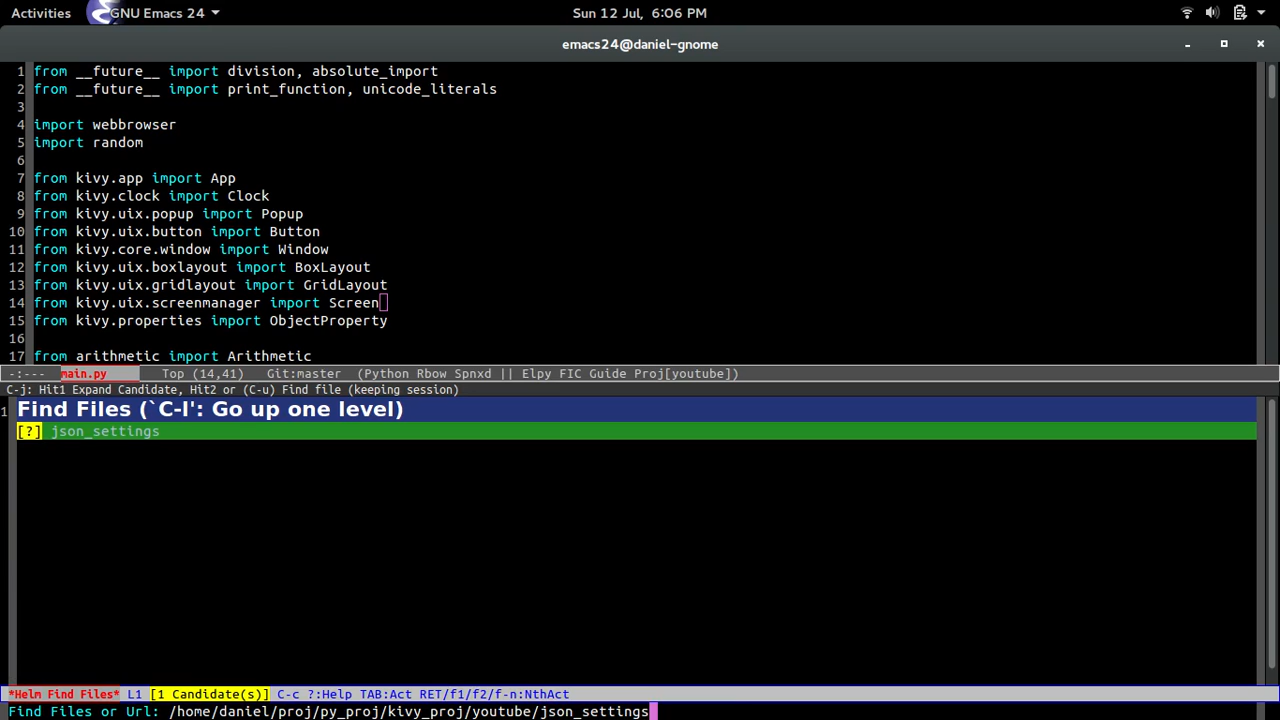 Activities GNU Emacs 24 Sun 12 Jul, 6:06 PM
emacs24@daniel-gnome
1 from __future__ import division, absolute_import
2 from __future__ import print_function, unicode_literals
3
4 import webbrowser
5 import random
6
7 from kivy.app import App
8 from kivy.clock import Clock
9 from kivy.uix.popup import Popup
10 from kivy.uix.button import Button
11 from kivy.core.window import Window
12 from kivy.uix.boxlayout import BoxLayout
13 from kivy.uix.gridlayout import GridLayout
14 from kivy.uix.screenmanager import Screen
15 from kivy.properties import ObjectProperty
16
17 from arithmetic import Arithmetic
-:--- main.py Top (14,41) Git:master (Python Rbow Spnxd || Elpy FIC Guide Proj[youtube])
C-j: Hit1 Expand Candidate, Hit2 or (C-u) Find file (keeping session)
1 Find Files (`C-l': Go up one level)
[?] json_settings
*Helm Find Files* L1 [1 Candidate(s)] C-c ?:Help TAB:Act RET/f1/f2/f-n:NthAct
Find Files or Url: /home/daniel/proj/py_proj/kivy_proj/youtube/json_settings